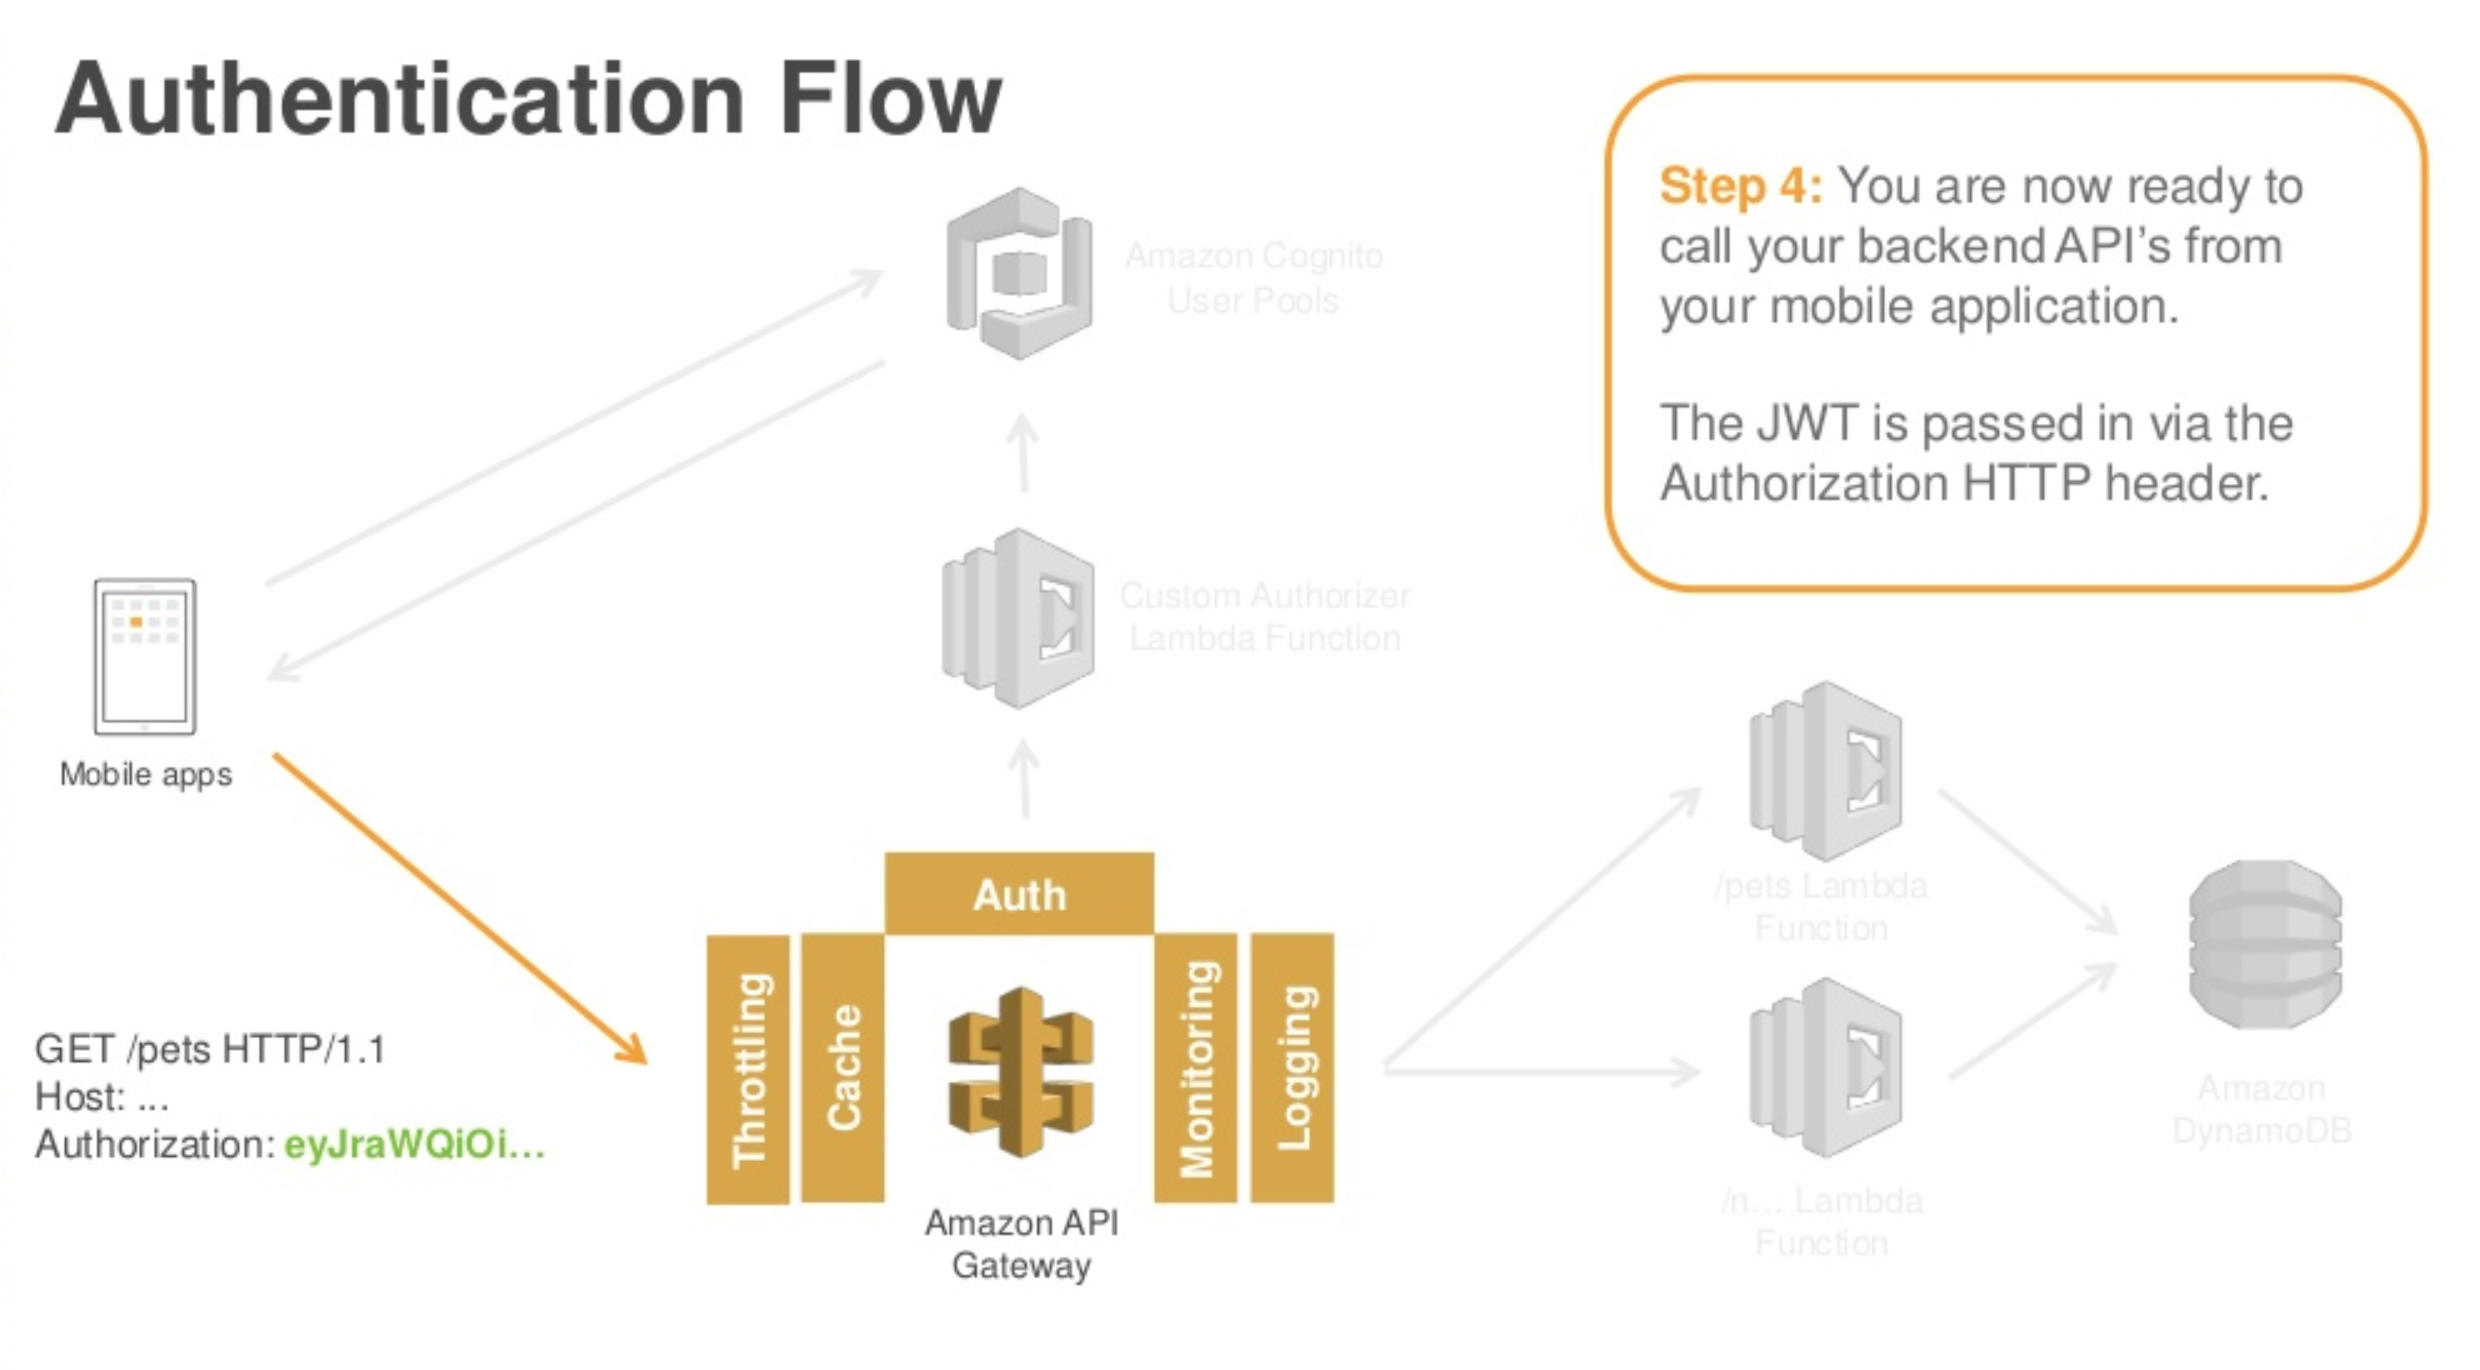 Authentication Flow
Step 4: You are now ready to
call your backend API's from
your mobile application.
The JWT is passed in via the
Authorization HTTP header.
Amazon Cognito
User Pools
Custom Authorizer
Lambda Function
Mobile apps
GET /pets HTTP/1.1
Host: ...
Authorization: eyJraWQiOi...
Auth
Throttling
Cache
Monitoring
Logging
Amazon API
Gateway
/pets Lambda
Function
/n... Lambda
Function
Amazon
DynamoDB